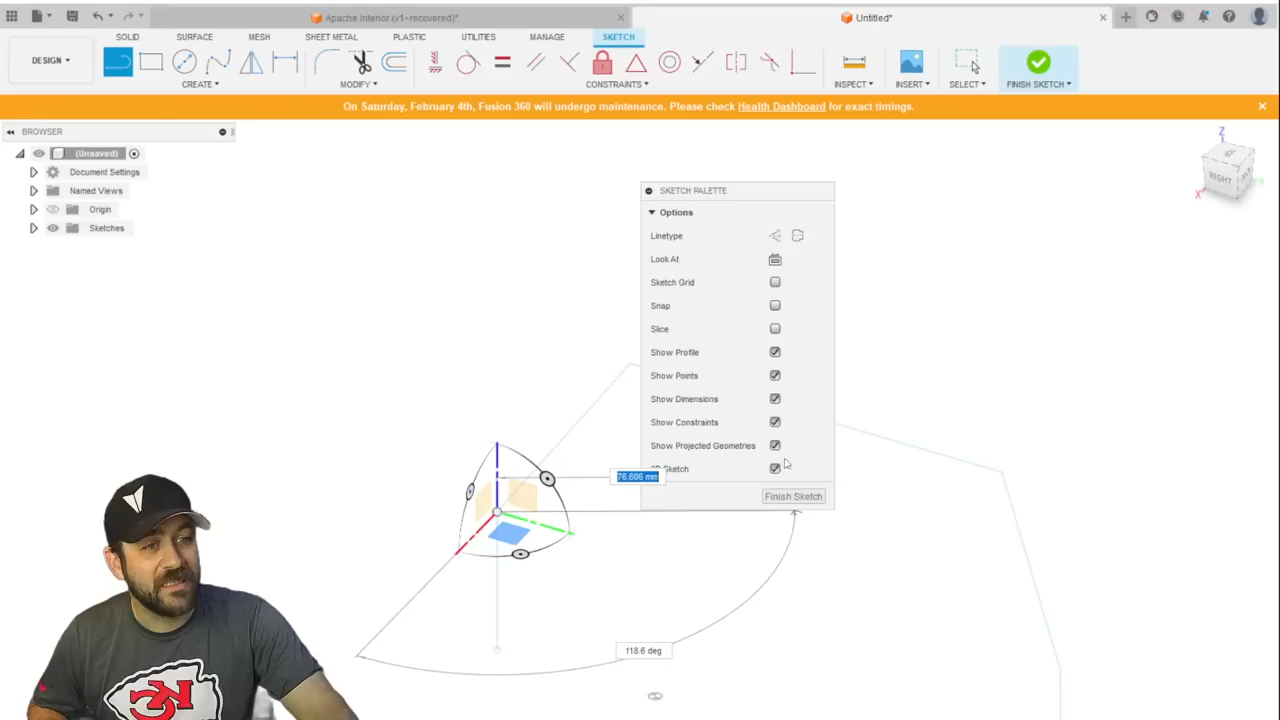 Apache Interior (v1~recovered)*
Untitled*
DESIGN
SOLID
SURFACE
MESH
SHEET METAL
PLASTIC
UTILITIES
MANAGE
SKETCH
CREATE
MODIFY
CONSTRAINTS
INSPECT
INSERT
SELECT
FINISH SKETCH
On Saturday, February 4th, Fusion 360 will undergo maintenance. Please check Health Dashboard for exact timings.
BROWSER
(Unsaved)
Document Settings
Named Views
Origin
Sketches
Z
RIGHT
X
SKETCH PALETTE
Options
Linetype
Look At
Sketch Grid
Snap
Slice
Show Profile
Show Points
Show Dimensions
Show Constraints
Show Projected Geometries
Sketch
Finish Sketch
76.606 mm
118.6 deg
KC